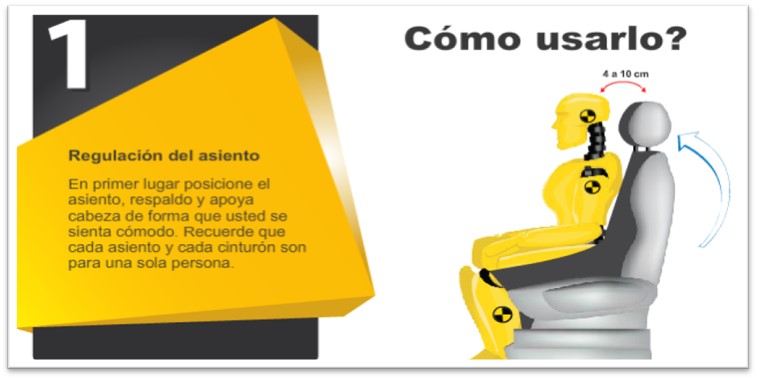 1
Cómo usarlo?
4 a 10 cm
Regulación del asiento
En primer lugar posicione el
asiento, respaldo y apoya
cabeza de forma que usted se
sienta cómodo. Recuerde que
cada asiento y cada cinturón son
para una sola persona.